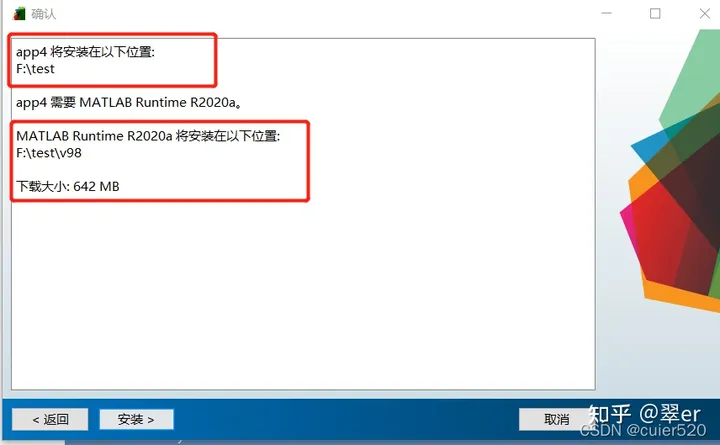 确认
app4 将安装在以下位置:
F:\test
app4 需要 MATLAB Runtime R2020a。
MATLAB Runtime R2020a 将安装在以下位置:
F:\test\v98
下载大小: 642 MB
< 返回
安装 >
取消
知乎 @翠er
CSDN @cuier520